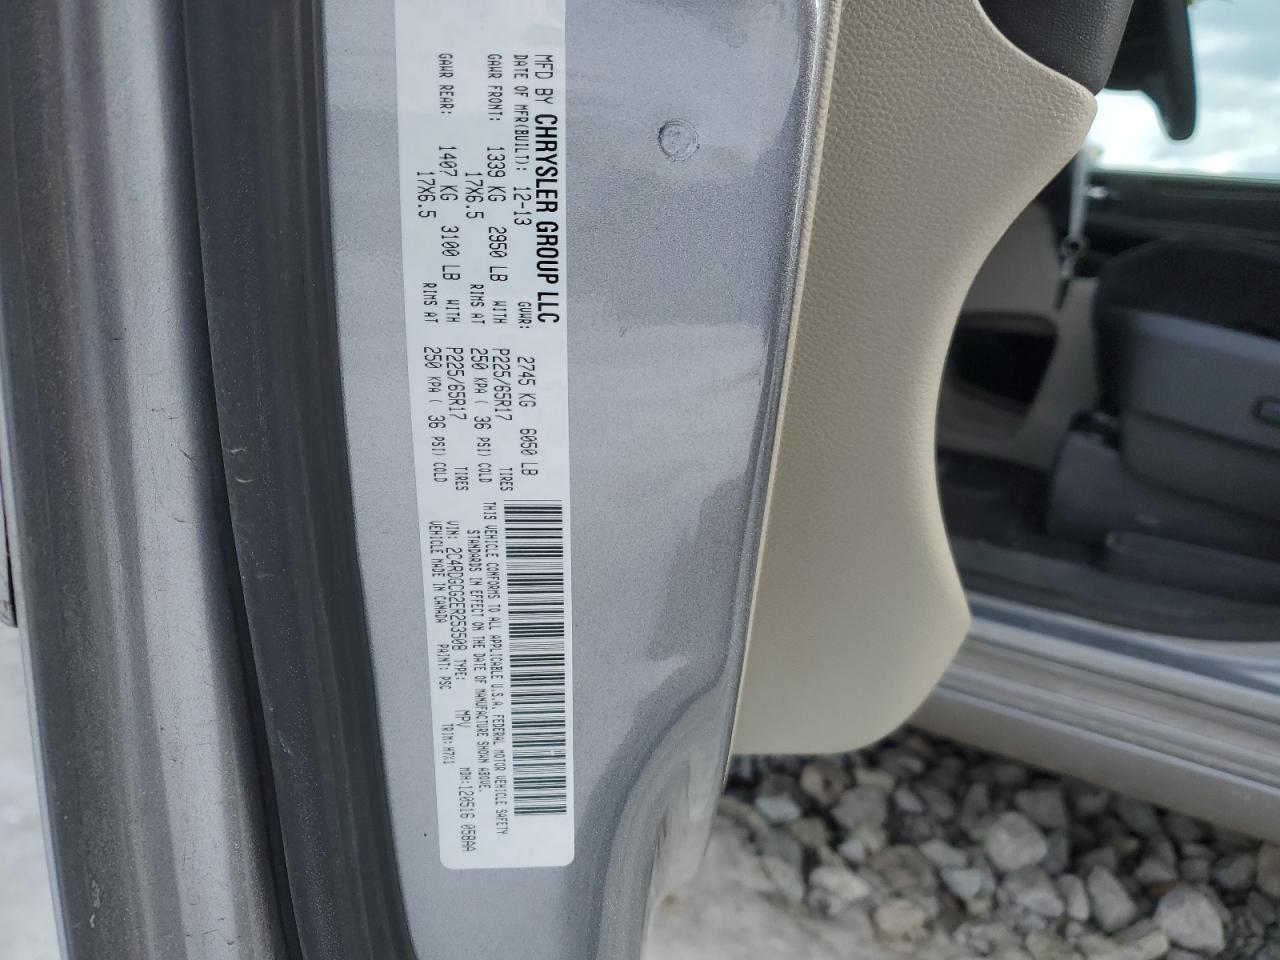 MFD BY CHRYSLER GROUP LLC
DATE OF MFR(BUILT): 12-13 GVWR: 2745 KG 6050 LB
GAWR FRONT: 1339 KG 2950 LB WITH P225/65R17 TIRES
17X6.5 RIMS AT 250 KPA ( 36 PSI) COLD
GAWR REAR: 1407 KG 3100 LB WITH P225/65R17 TIRES
17X6.5 RIMS AT 250 KPA ( 36 PSI) COLD
THIS VEHICLE CONFORMS TO ALL APPLICABLE U.S.A. FEDERAL MOTOR VEHICLE SAFETY
STANDARDS IN EFFECT ON THE DATE OF MANUFACTURE SHOWN ABOVE.
VIN: 2C4RDGCG2ER253508 TYPE: MPV MDH:120516 058AA
VEHICLE MADE IN CANADA PAINT: PSC TRIM:H7X1